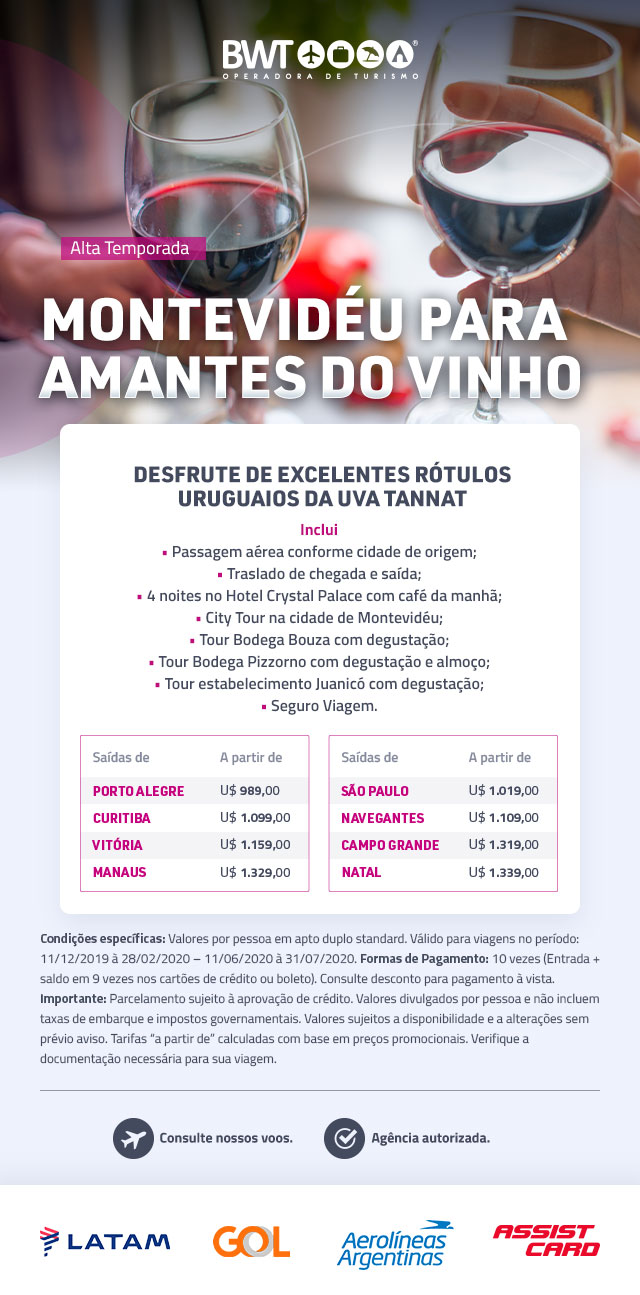 BWT
OPERADORA DE TURISMO
Alta Temporada
MONTEVIDÉU PARA
AMANTES DO VINHO
DESFRUTE DE EXCELENTES RÓTULOS
URUGUAIOS DA UVA TANNAT
Inclui
▪ Passagem aérea conforme cidade de origem;
▪ Traslado de chegada e saída;
▪ 4 noites no Hotel Crystal Palace com café da manhã;
▪ City Tour na cidade de Montevidéu;
▪ Tour Bodega Bouza com degustação;
▪ Tour Bodega Pizzorno com degustação e almoço;
▪ Tour estabelecimento Juanicó com degustação;
▪ Seguro Viagem.
Saídas de A partir de
PORTO ALEGRE U$ 989,00
CURITIBA U$ 1.099,00
VITÓRIA U$ 1.159,00
MANAUS U$ 1.329,00
Saídas de A partir de
SÃO PAULO U$ 1.019,00
NAVEGANTES U$ 1.109,00
CAMPO GRANDE U$ 1.319,00
NATAL U$ 1.339,00
Condições específicas: Valores por pessoa em apto duplo standard. Válido para viagens no período:
11/12/2019 à 28/02/2020 – 11/06/2020 à 31/07/2020. Formas de Pagamento: 10 vezes (Entrada +
saldo em 9 vezes nos cartões de crédito ou boleto). Consulte desconto para pagamento à vista.
Importante: Parcelamento sujeito à aprovação de crédito. Valores divulgados por pessoa e não incluem
taxas de embarque e impostos governamentais. Valores sujeitos a disponibilidade e a alterações sem
prévio aviso. Tarifas “a partir de” calculadas com base em preços promocionais. Verifique a
documentação necessária para sua viagem.
Consulte nossos voos.
Agência autorizada.
LATAM
GOL
Aerolíneas
Argentinas
ASSIST
CARD